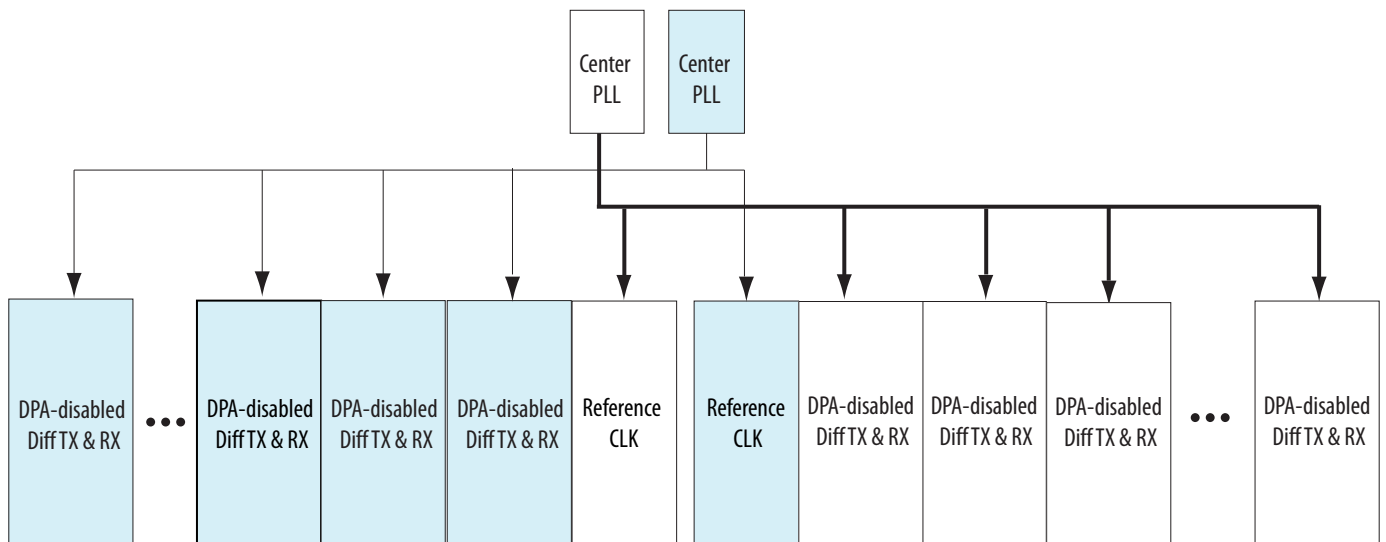 Center
PLL
Center
PLL
DPA-disabled
Diff TX & RX
•••
DPA-disabled
Diff TX & RX
DPA-disabled
Diff TX & RX
DPA-disabled
Diff TX & RX
Reference
CLK
Reference
CLK
DPA-disabled
Diff TX & RX
DPA-disabled
Diff TX & RX
DPA-disabled
Diff TX & RX
•••
DPA-disabled
Diff TX & RX